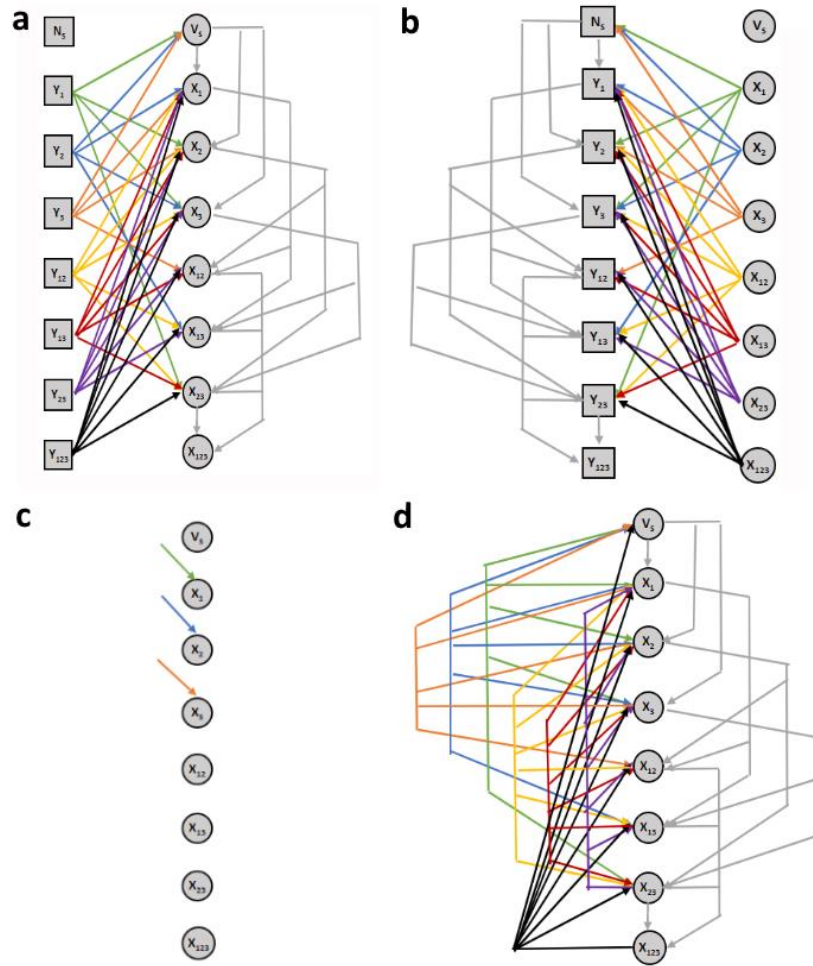 a
N₅
Y₁
Y₂
Y₃
Y₁₂
Y₁₃
Y₂₃
Y₁₂₃
V₅
X₁
X₂
X₃
X₁₂
X₁₃
X₂₃
X₁₂₃
b
N₅
Y₁
Y₂
Y₃
Y₁₂
Y₁₃
Y₂₃
Y₁₂₃
V₅
X₁
X₂
X₃
X₁₂
X₁₃
X₂₃
X₁₂₃
c
V₅
X₁
X₂
X₃
X₁₂
X₁₃
X₂₃
X₁₂₃
d
V₅
X₁
X₂
X₃
X₁₂
X₁₃
X₂₃
X₁₂₃